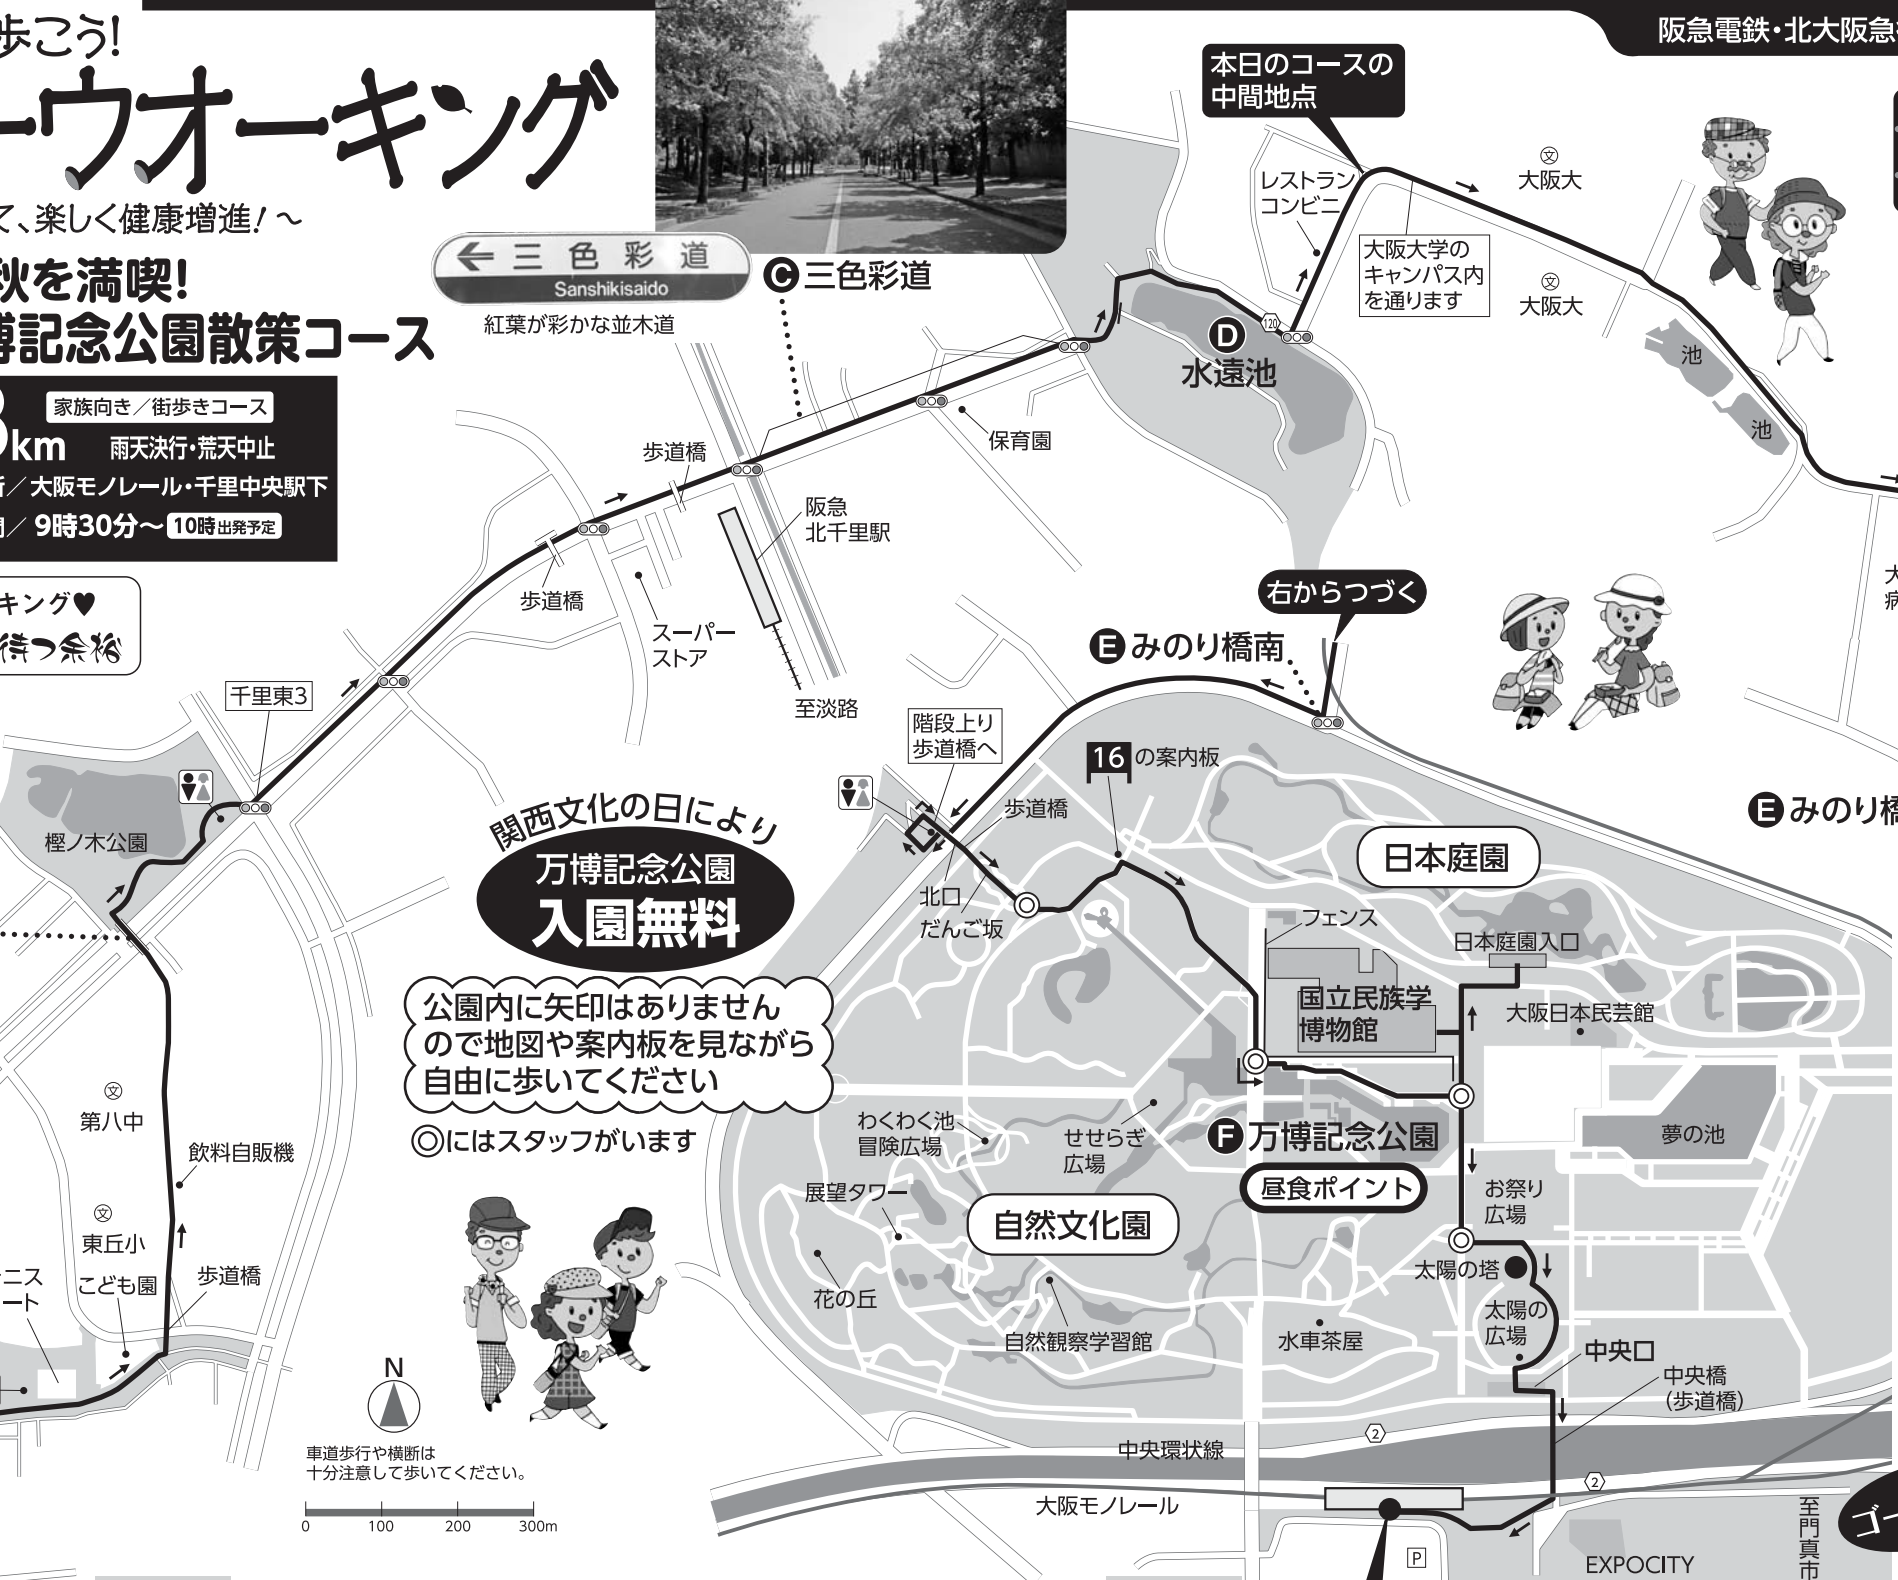 歩こう!
ーウオーキング
て、楽しく健康増進!〜
秋を満喫!
博記念公園散策コース
km
家族向き／街歩きコース
雨天決行・荒天中止
／大阪モノレール・千里中央駅下
／9時30分〜 10時出発予定
キング♥
待つ余裕
阪急電鉄・北大阪急
← 三色彩道
Sanshikisaido
紅葉が彩かな並木道
C 三色彩道
本日のコースの
中間地点
レストラン
コンビニ
大阪大
大阪大学の
キャンパス内
を通ります
文
大阪大
文
池
池
D
水遠池
120
保育園
歩道橋
阪急
北千里駅
歩道橋
スーパー
ストア
至淡路
千里東3
樫ノ木公園
右からつづく
E みのり橋南
階段上り
歩道橋へ
16 の案内板
歩道橋
北口
だんご坂
E みのり橋
関西文化の日により
万博記念公園
入園無料
公園内に矢印はありません
ので地図や案内板を見ながら
自由に歩いてください
◎にはスタッフがいます
日本庭園
フェンス
日本庭園入口
国立民族学
博物館
大阪日本民芸館
夢の池
わくわく池
冒険広場
せせらぎ
広場
F 万博記念公園
昼食ポイント
お祭り
広場
展望タワー
自然文化園
太陽の塔
太陽の
広場
花の丘
自然観察学習館
水車茶屋
中央口
中央橋
(歩道橋)
文
第八中
飲料自販機
文
東丘小
こども園
歩道橋
ニス
ート
N
車道歩行や横断は
十分注意して歩いてください。
0 100 200 300m
中央環状線
2
2
大阪モノレール
P
EXPOCITY
至門真市
ゴー